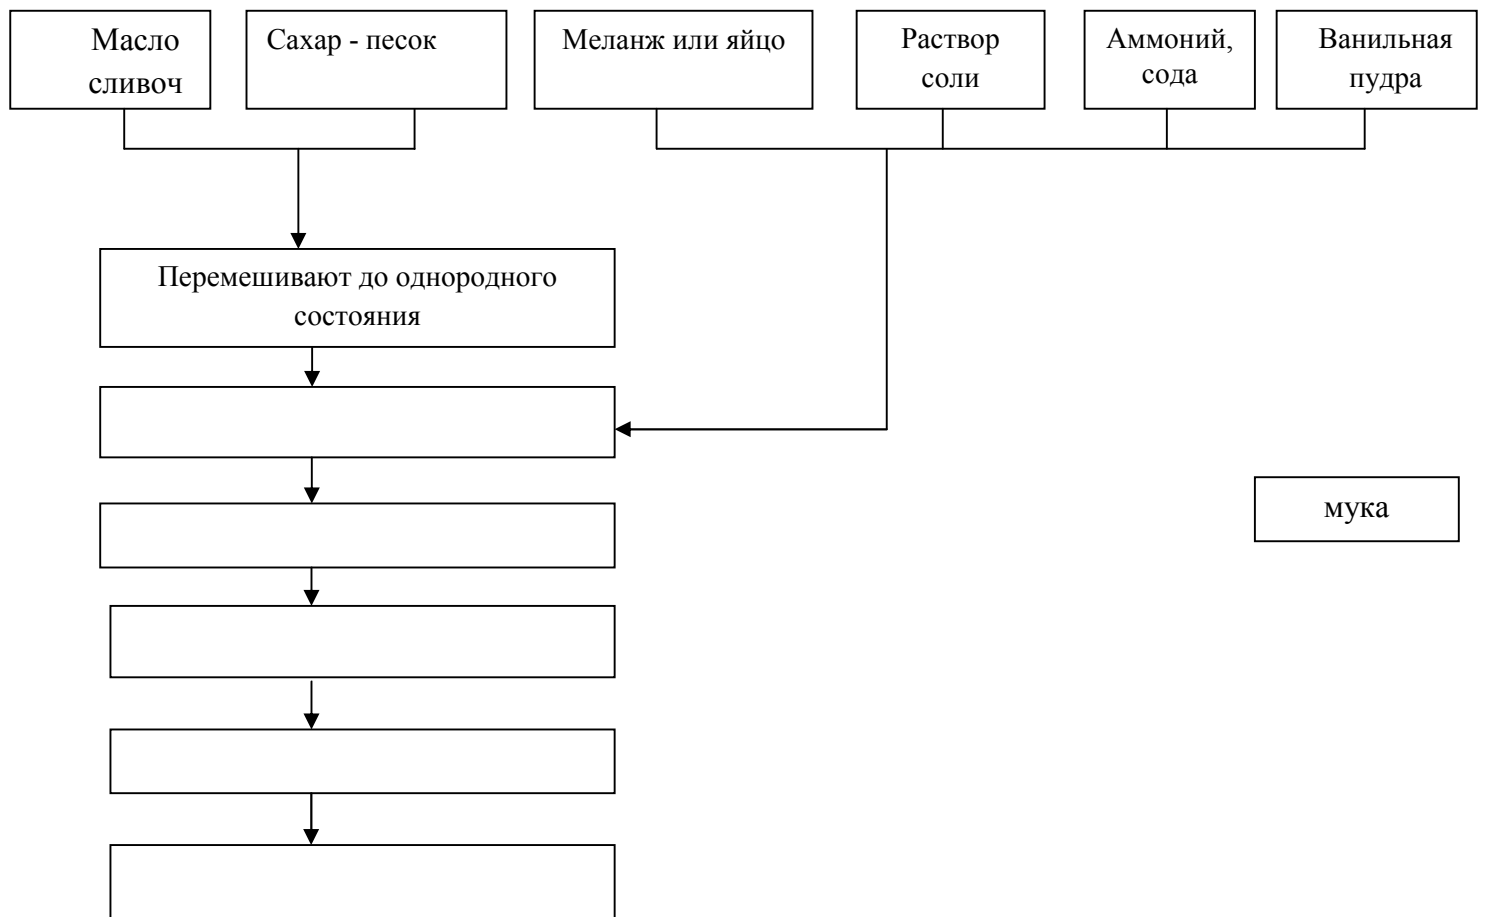 Масло
сливоч
Сахар - песок
Меланж или яйцо
Раствор
соли
Аммоний,
сода
Ванильная
пудра
Перемешивают до однородного
состояния
мука